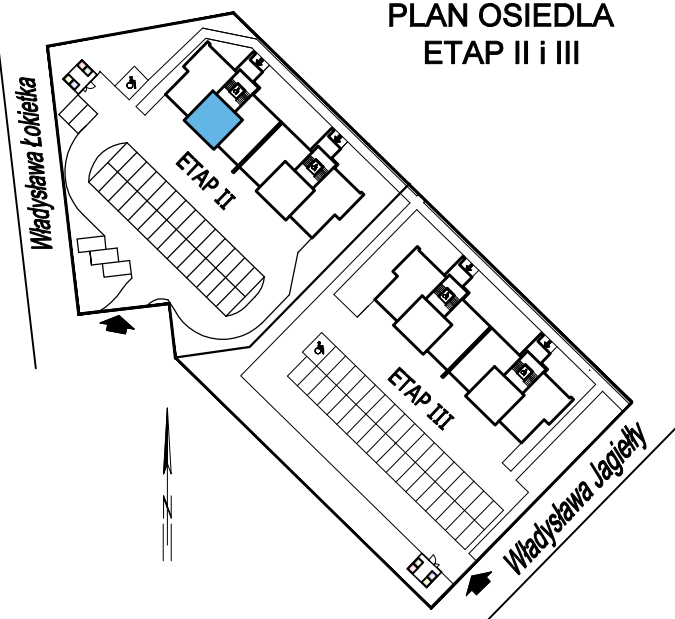 PLAN OSIEDLA
ETAP II i III
Władysława Łokietka
ETAP II
ETAP III
Władysława Jagiełły
N